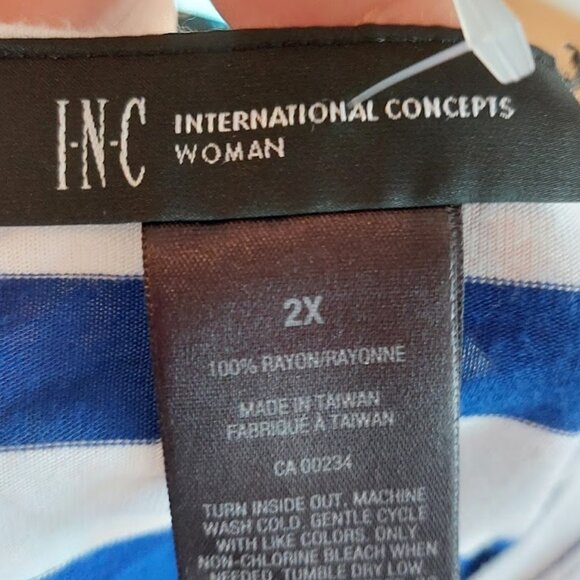 I·N·C INTERNATIONAL CONCEPTS
WOMAN
2X
100% RAYON/RAYONNE
MADE IN TAIWAN
FABRIQUÉ À TAIWAN
CA 00234
TURN INSIDE OUT, MACHINE
WASH COLD, GENTLE CYCLE
WITH LIKE COLORS, ONLY
NON-CHLORINE BLEACH WHEN
NEEDED, TUMBLE DRY LOW,